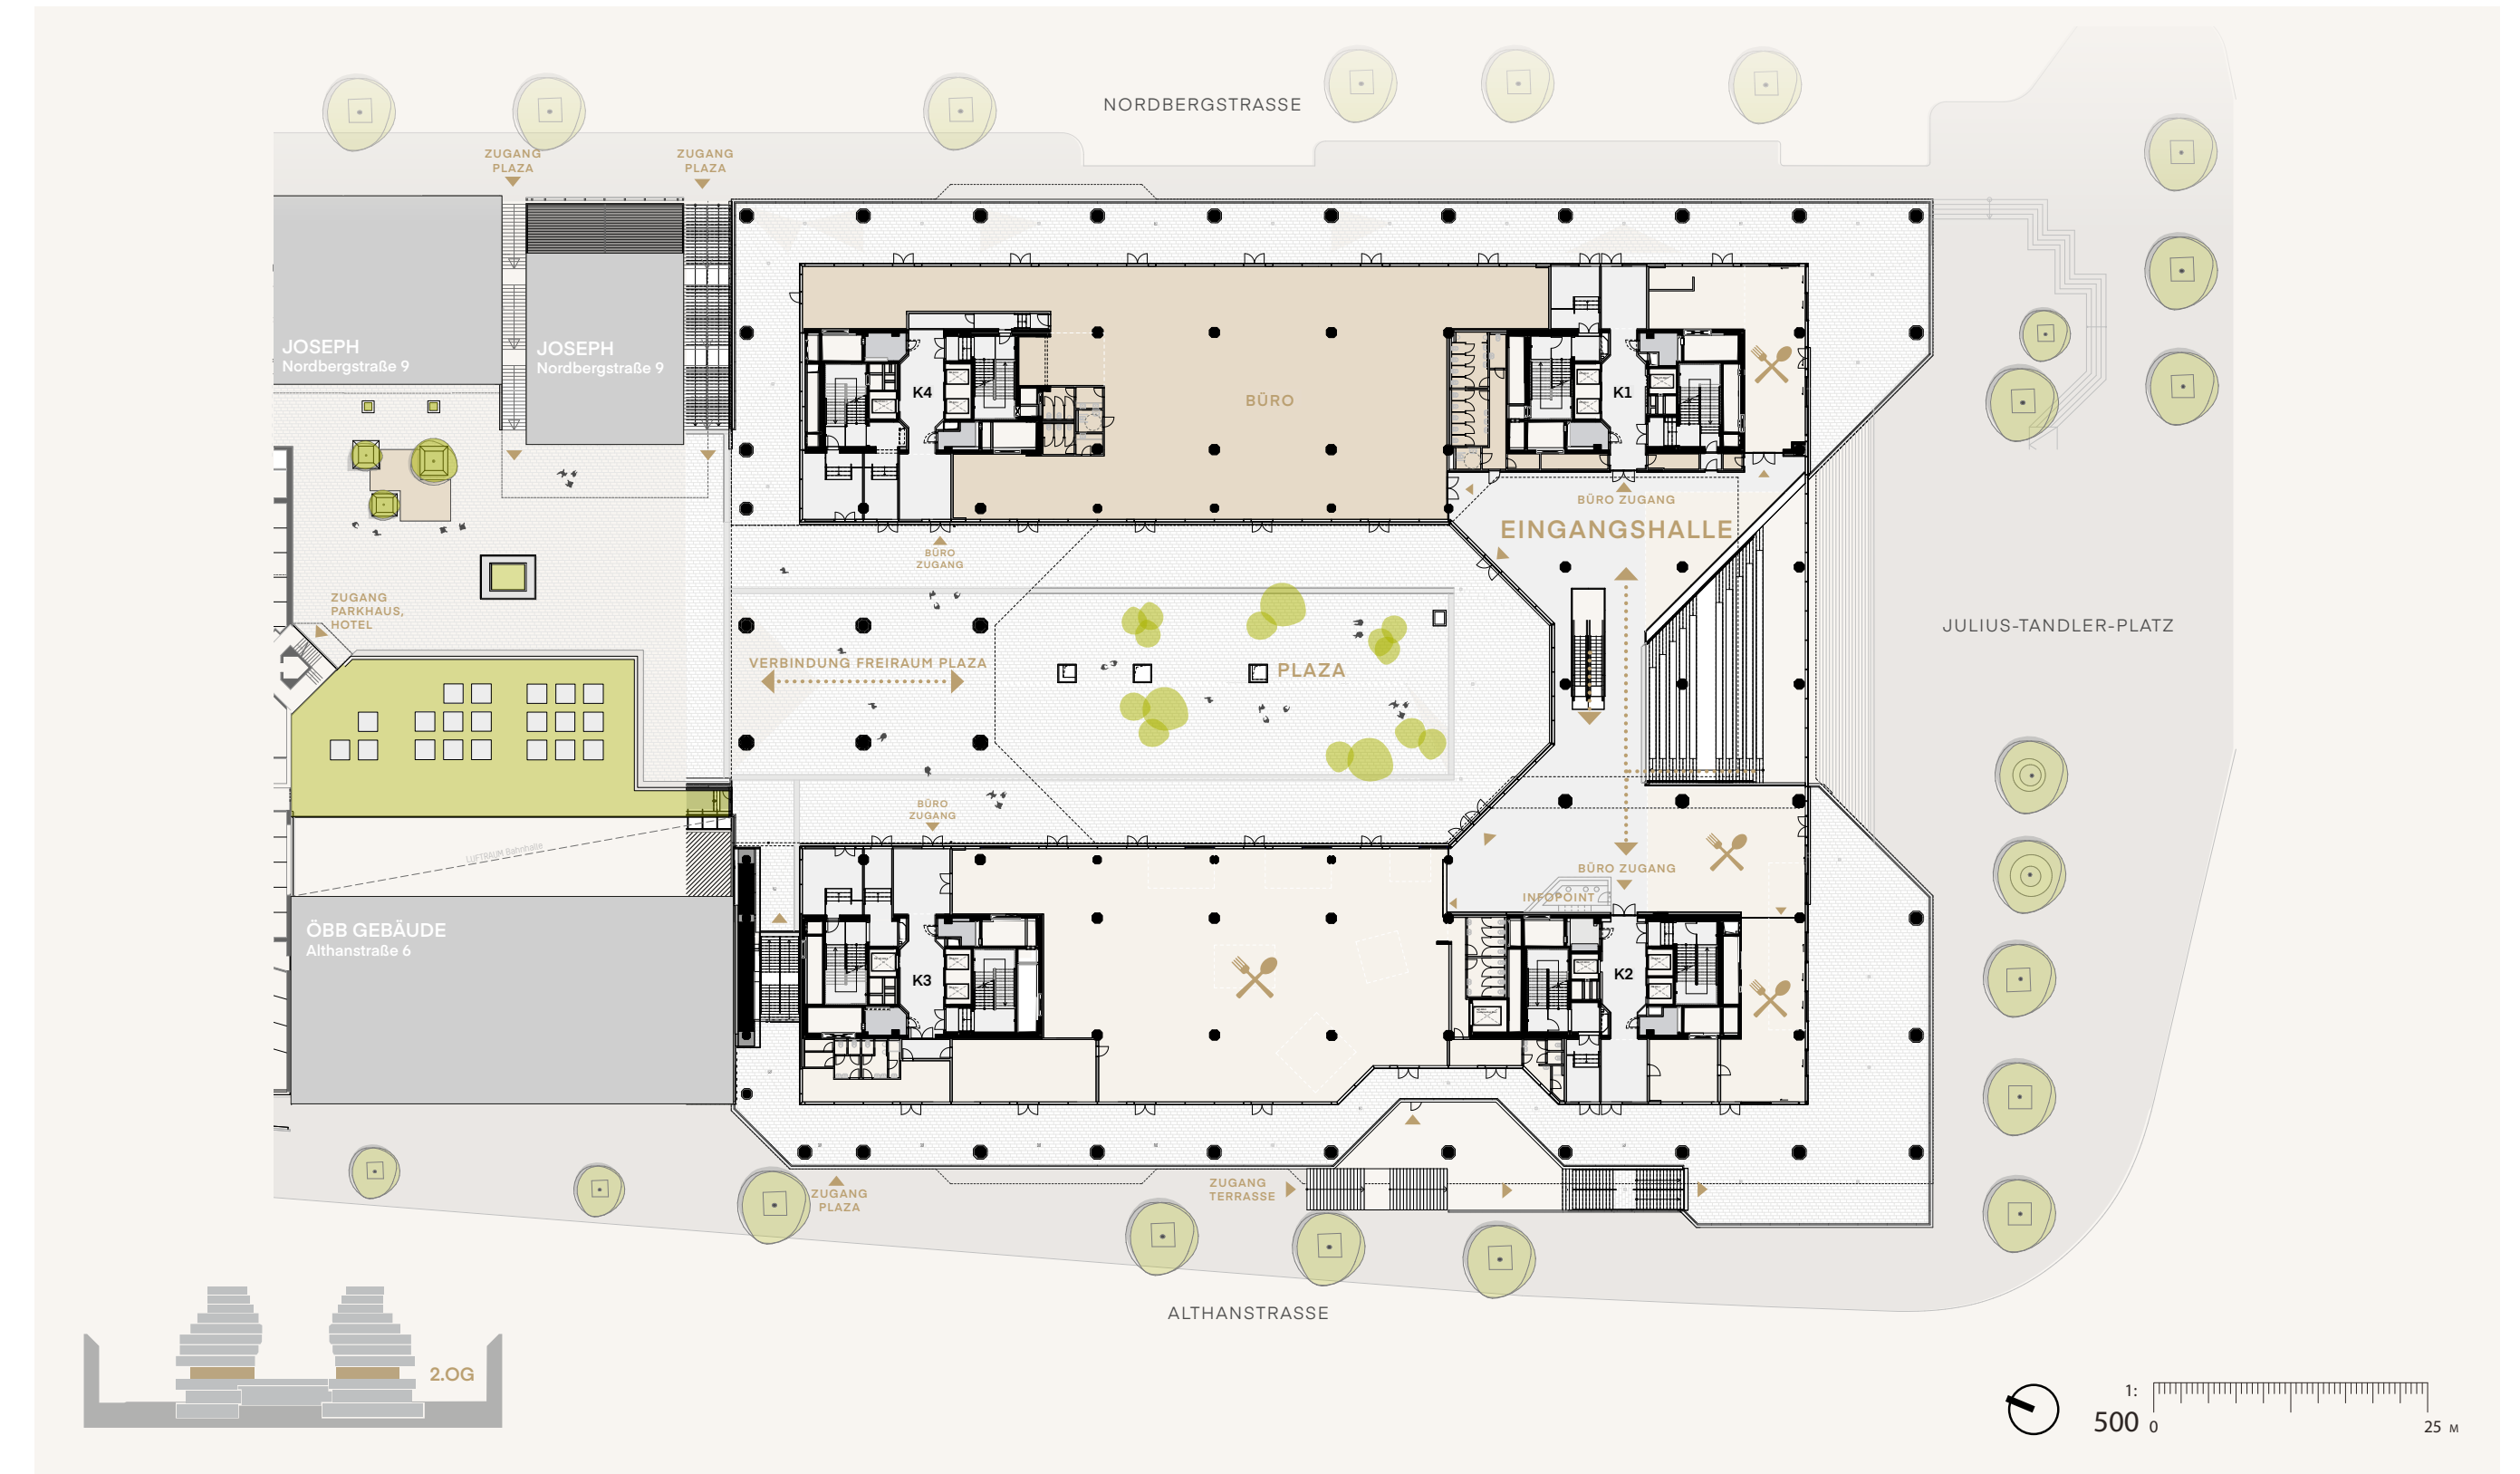 NORDBERGSTRASSE
ZUGANG
PLAZA
ZUGANG
PLAZA
JOSEPH
Nordbergstraße 9
JOSEPH
Nordbergstraße 9
K4
BÜRO
K1
BÜRO ZUGANG
EINGANGSHALLE
BÜRO
ZUGANG
ZUGANG
PARKHAUS,
HOTEL
JULIUS-TANDLER-PLATZ
VERBINDUNG FREIRAUM PLAZA
PLAZA
BÜRO
ZUGANG
LUFTRAUM Bahnhalle
BÜRO ZUGANG
INFOPOINT
ÖBB GEBÄUDE
Althanstraße 6
K3
K2
ZUGANG
PLAZA
ZUGANG
TERRASSE
ALTHANSTRASSE
2.OG
1:
500
0
25 M